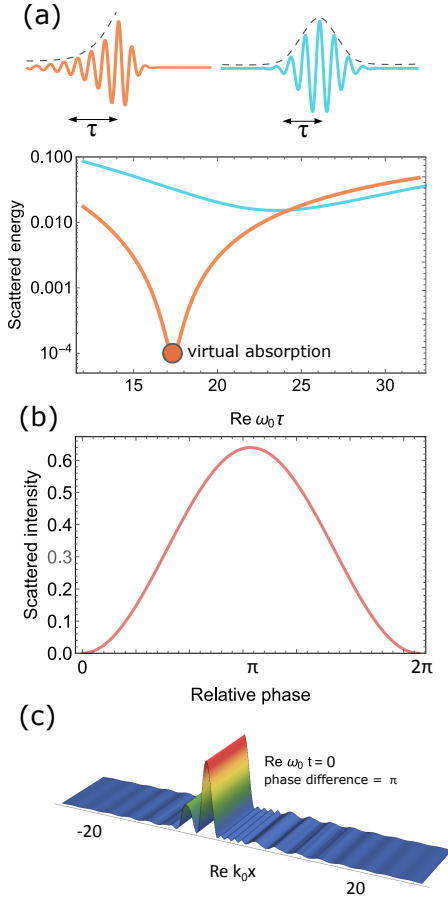 (a)
τ
τ
Scattered energy
0.100
0.010
0.001
10⁻⁴
virtual absorption
15
20
25
30
Re ω₀τ
(b)
Scattered intensity
0.6
0.5
0.4
0.3
0.2
0.1
0.0
0
π
2π
Relative phase
(c)
Re ω₀ t = 0
phase difference = π
-20
Re k₀x
20